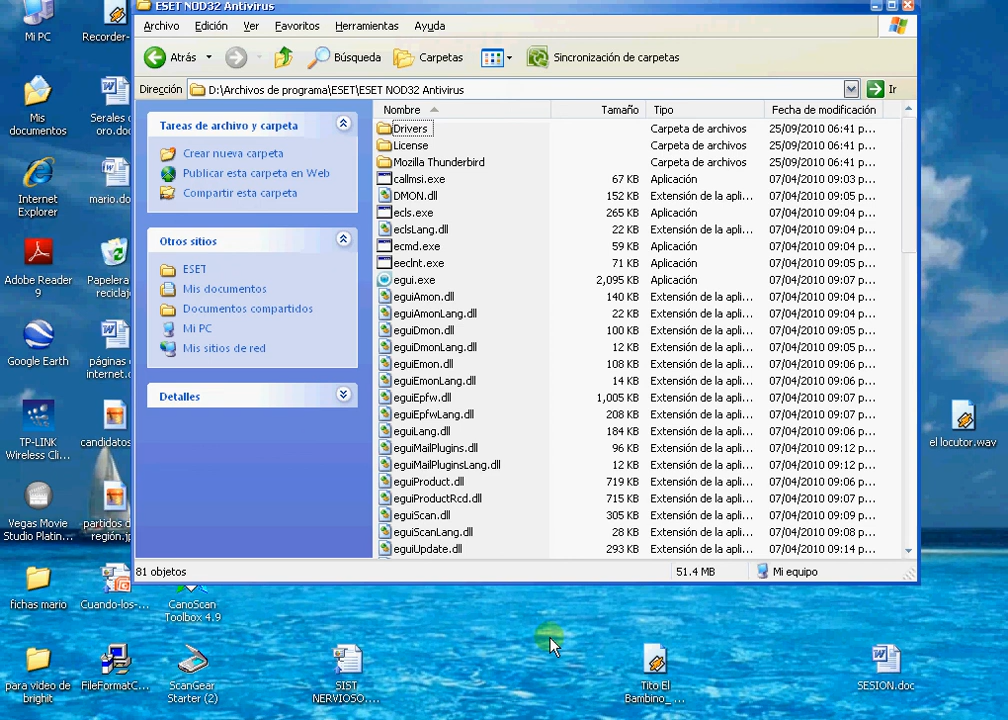 ESET NOD32 Antivirus
Archivo Edición Ver Favoritos Herramientas Ayuda
Atrás Búsqueda Carpetas Sincronización de carpetas
Dirección D:\Archivos de programa\ESET\ESET NOD32 Antivirus Ir
Tareas de archivo y carpeta
Crear nueva carpeta
Publicar esta carpeta en Web
Compartir esta carpeta
Otros sitios
ESET
Mis documentos
Documentos compartidos
Mi PC
Mis sitios de red
Detalles
Nombre Tamaño Tipo Fecha de modificación
Drivers Carpeta de archivos 25/09/2010 06:41 p...
License Carpeta de archivos 25/09/2010 06:41 p...
Mozilla Thunderbird Carpeta de archivos 25/09/2010 06:41 p...
callmsi.exe 67 KB Aplicación 07/04/2010 09:03 p...
DMON.dll 152 KB Extensión de la apli... 07/04/2010 09:05 p...
ecls.exe 265 KB Aplicación 07/04/2010 09:04 p...
eclsLang.dll 22 KB Extensión de la apli... 07/04/2010 09:04 p...
ecmd.exe 59 KB Aplicación 07/04/2010 09:04 p...
eeclnt.exe 71 KB Aplicación 07/04/2010 09:04 p...
egui.exe 2,095 KB Aplicación 07/04/2010 09:07 p...
eguiAmon.dll 140 KB Extensión de la apli... 07/04/2010 09:04 p...
eguiAmonLang.dll 22 KB Extensión de la apli... 07/04/2010 09:04 p...
eguiDmon.dll 100 KB Extensión de la apli... 07/04/2010 09:05 p...
eguiDmonLang.dll 12 KB Extensión de la apli... 07/04/2010 09:05 p...
eguiEmon.dll 108 KB Extensión de la apli... 07/04/2010 09:06 p...
eguiEmonLang.dll 14 KB Extensión de la apli... 07/04/2010 09:06 p...
eguiEpfw.dll 1,005 KB Extensión de la apli... 07/04/2010 09:07 p...
eguiEpfwLang.dll 208 KB Extensión de la apli... 07/04/2010 09:07 p...
eguiLang.dll 184 KB Extensión de la apli... 07/04/2010 09:06 p...
eguiMailPlugins.dll 96 KB Extensión de la apli... 07/04/2010 09:12 p...
eguiMailPluginsLang.dll 12 KB Extensión de la apli... 07/04/2010 09:12 p...
eguiProduct.dll 719 KB Extensión de la apli... 07/04/2010 09:06 p...
eguiProductRcd.dll 715 KB Extensión de la apli... 07/04/2010 09:07 p...
eguiScan.dll 305 KB Extensión de la apli... 07/04/2010 09:09 p...
eguiScanLang.dll 28 KB Extensión de la apli... 07/04/2010 09:08 p...
eguiUpdate.dll 293 KB Extensión de la apli... 07/04/2010 09:14 p...
81 objetos 51.4 MB Mi equipo
Mi PC
Recorder-
Mis
documentos
Serales
oro.do
Internet
Explorer
mario.do
Adobe Reader
9
Papelera
reciclaj
Google Earth
páginas
internet.
TP-LINK
Wireless Cli...
candidatos
Vegas Movie
Studio Platin...
partidos
región.j
fichas mario
Cuando-los-...
CanoScan
Toolbox 4.9
para video de
brighit
FileFormatC...
ScanGear
Starter (2)
SIST
NERVIOSO....
Tito El
Bambino_ ...
SESION.doc
el locutor.wav